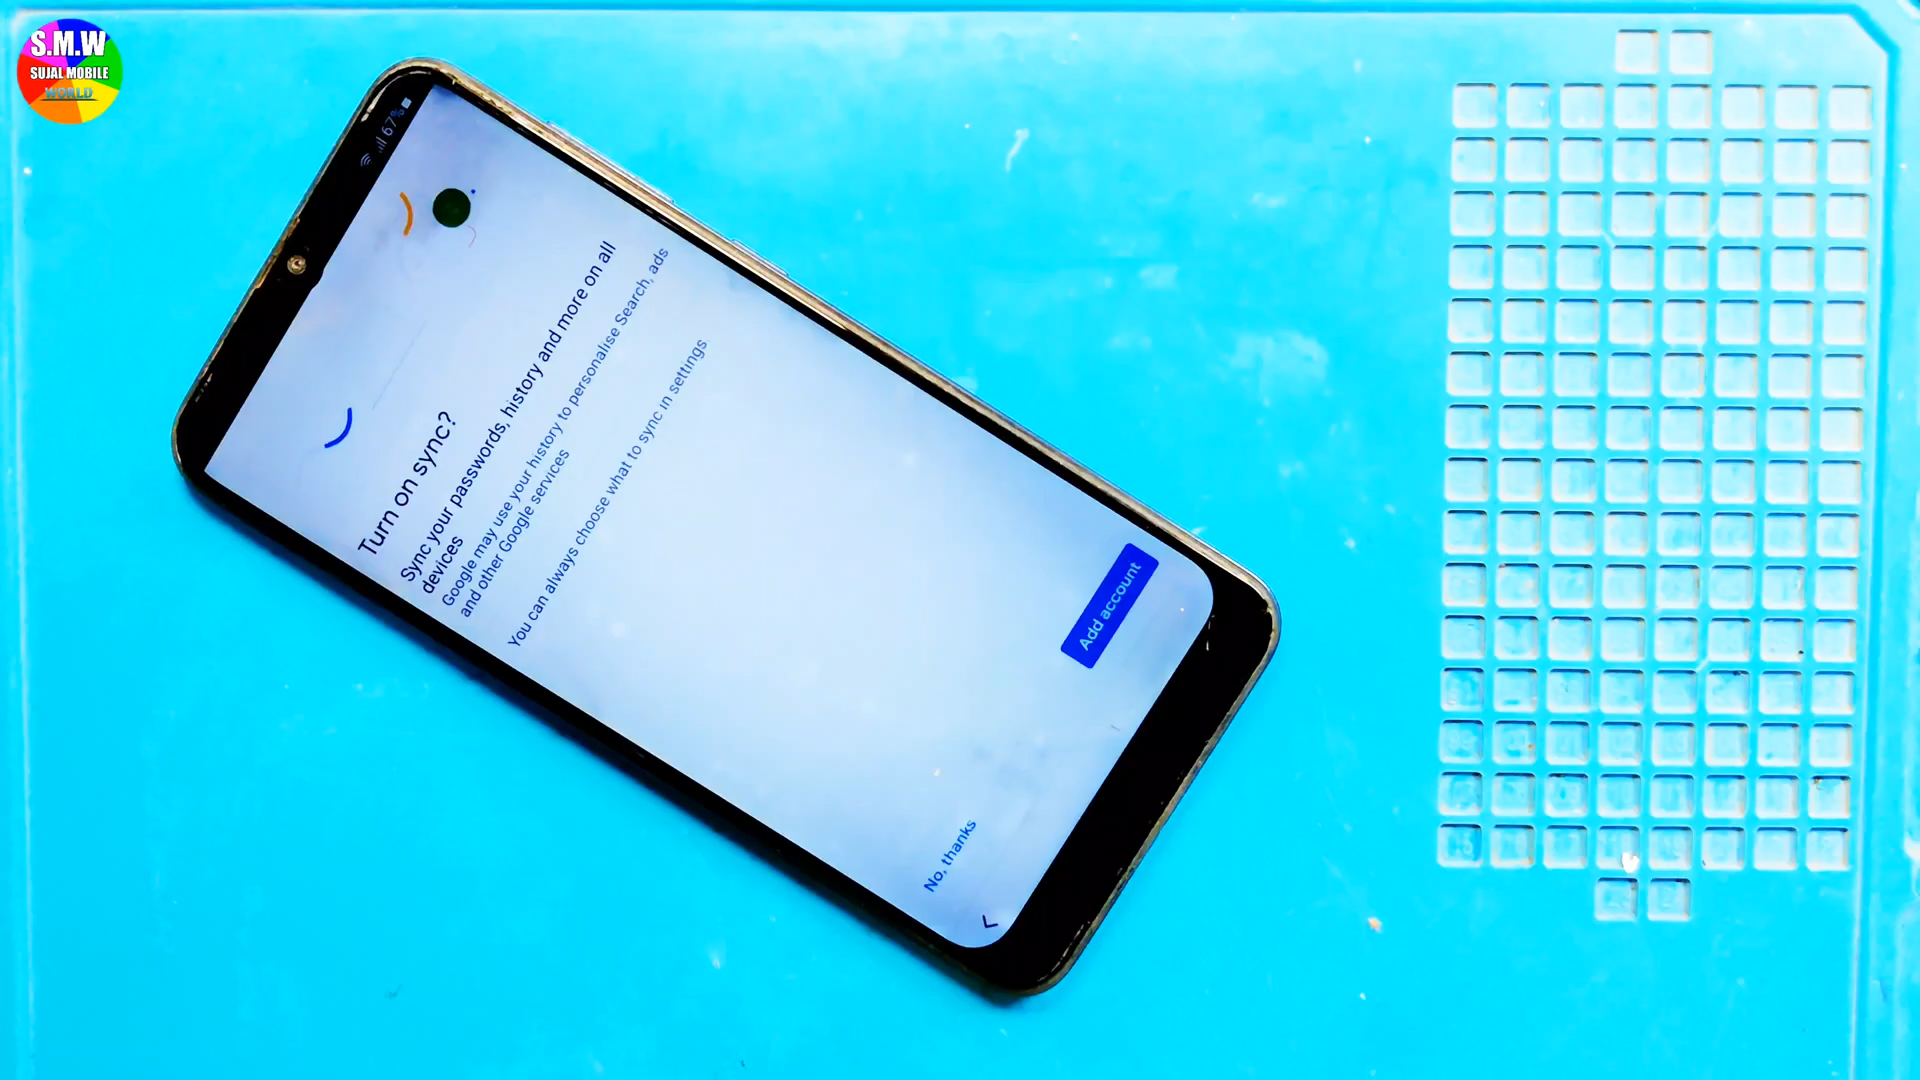 S.M.W
SUJAL MOBILE
WORLD
67%
Turn on sync?
Sync your passwords, history and more on all
devices
Google may use your history to personalise Search, ads
and other Google services
You can always choose what to sync in settings
Add account
No, thanks